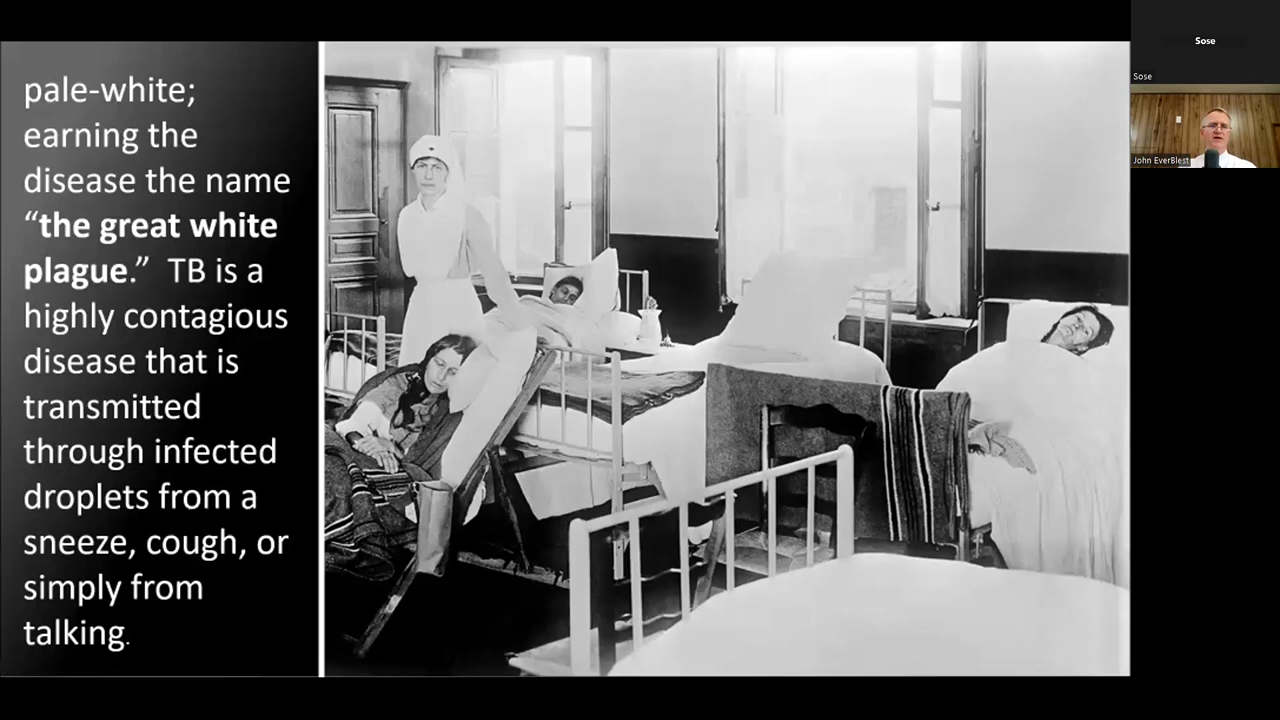 pale-white;
earning the
disease the name
“the great white
plague.”  TB is a
highly contagious
disease that is
transmitted
through infected
droplets from a
sneeze, cough, or
simply from
talking.
Sose
Sose
John EverBlest